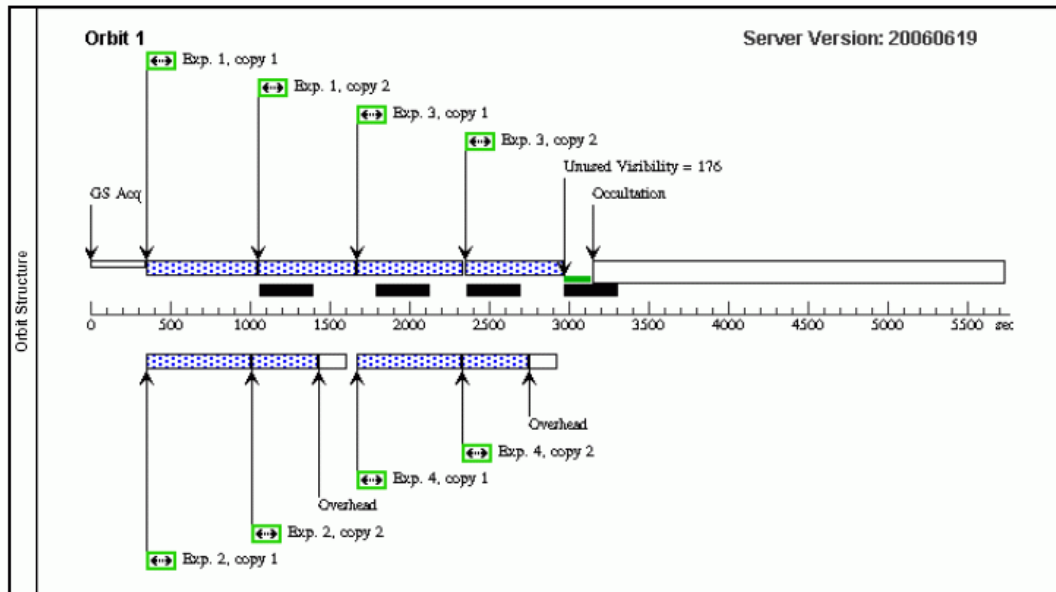 Orbit 1
Server Version: 20060619
Exp. 1, copy 1
Exp. 1, copy 2
Exp. 3, copy 1
Exp. 3, copy 2
Unused Visibility = 176
GS Acq
Occultation
Orbit Structure
0 500 1000 1500 2000 2500 3000 3500 4000 4500 5000 5500 sec
Overhead
Exp. 4, copy 2
Exp. 4, copy 1
Overhead
Exp. 2, copy 2
Exp. 2, copy 1